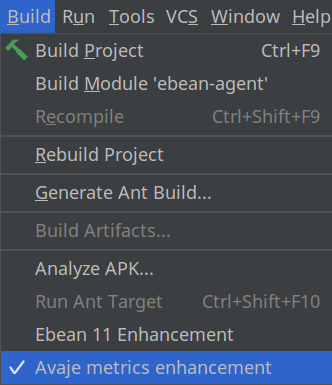 Build Run Tools VCS Window Help
Build Project Ctrl+F9
Build Module 'ebean-agent'
Recompile Ctrl+Shift+F9
Rebuild Project
Generate Ant Build...
Build Artifacts...
Analyze APK...
Run Ant Target Ctrl+Shift+F10
Ebean 11 Enhancement
Avaje metrics enhancement